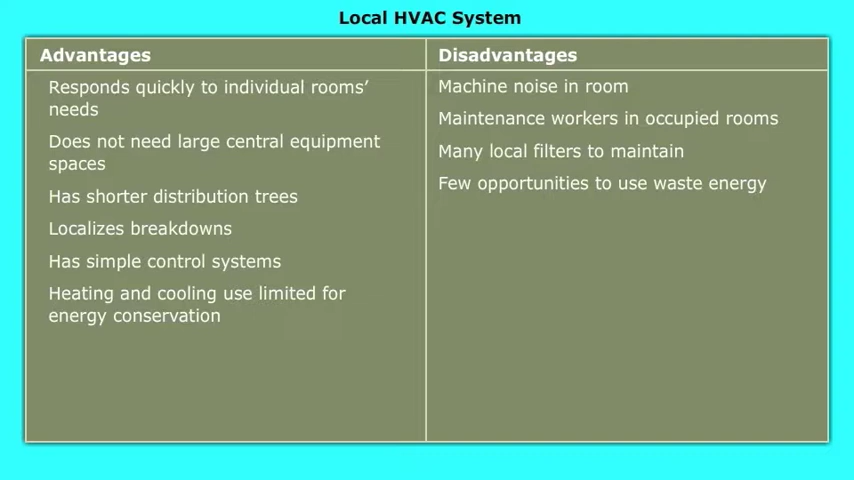 Local HVAC System
Advantages
Responds quickly to individual rooms’
needs
Does not need large central equipment
spaces
Has shorter distribution trees
Localizes breakdowns
Has simple control systems
Heating and cooling use limited for
energy conservation
Disadvantages
Machine noise in room
Maintenance workers in occupied rooms
Many local filters to maintain
Few opportunities to use waste energy